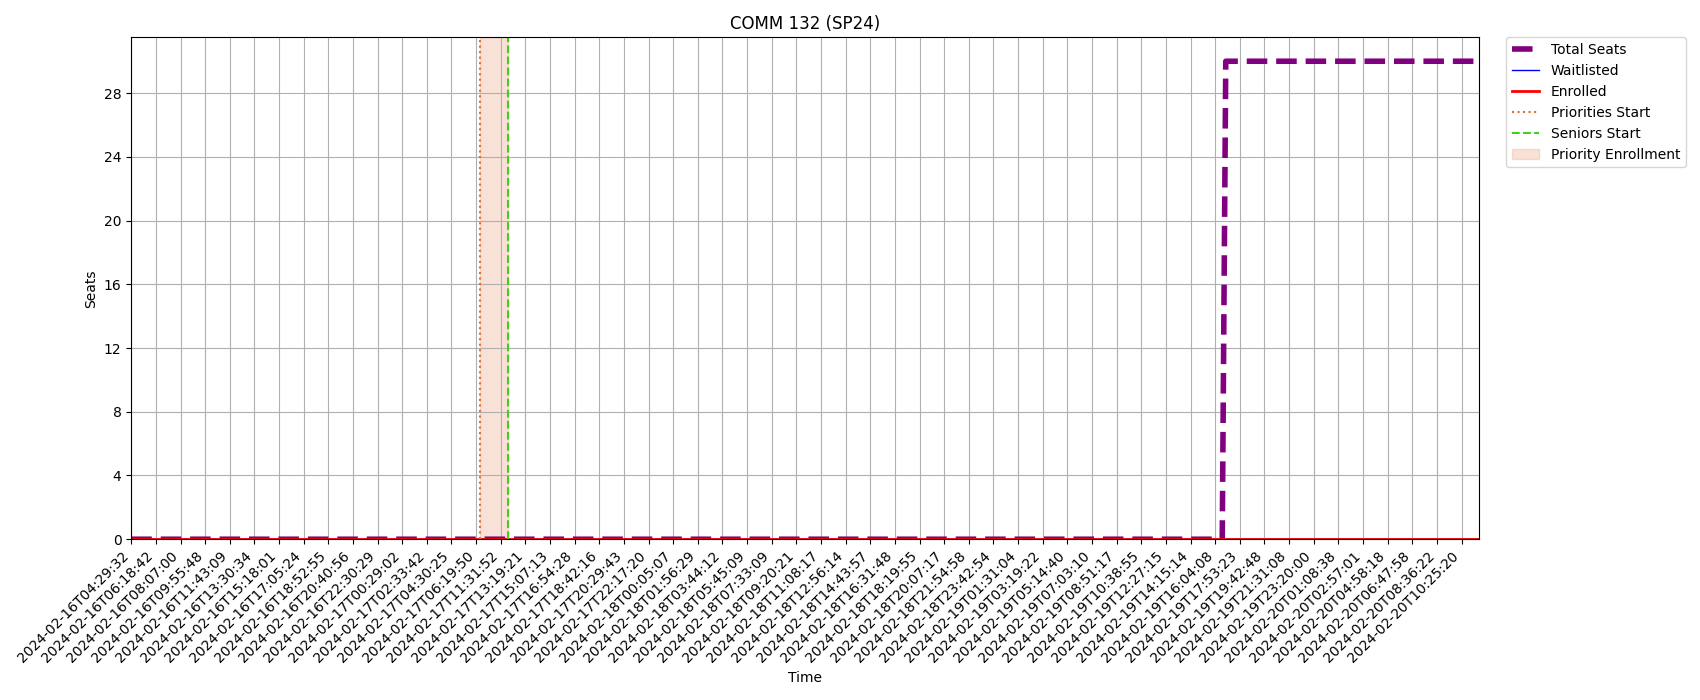 COMM 132 (SP24)
Total Seats
Waitlisted
Enrolled
Priorities Start
Seniors Start
Priority Enrollment
Seats
28
24
20
16
12
8
4
0
2024-02-16T04:29:32
2024-02-16T06:18:42
2024-02-16T08:07:00
2024-02-16T09:55:48
2024-02-16T11:43:09
2024-02-16T13:30:34
2024-02-16T15:18:01
2024-02-16T17:05:24
2024-02-16T18:52:55
2024-02-16T20:40:56
2024-02-16T22:30:29
2024-02-17T00:29:02
2024-02-17T02:33:42
2024-02-17T04:30:25
2024-02-17T06:19:50
2024-02-17T11:31:52
2024-02-17T13:19:21
2024-02-17T15:07:13
2024-02-17T16:54:28
2024-02-17T18:42:16
2024-02-17T20:29:43
2024-02-17T22:17:20
2024-02-18T00:05:07
2024-02-18T01:56:29
2024-02-18T03:44:12
2024-02-18T05:45:09
2024-02-18T07:33:09
2024-02-18T09:20:21
2024-02-18T11:08:17
2024-02-18T12:56:14
2024-02-18T14:43:57
2024-02-18T16:31:48
2024-02-18T18:19:55
2024-02-18T20:07:17
2024-02-18T21:54:58
2024-02-18T23:42:54
2024-02-19T01:31:04
2024-02-19T03:19:22
2024-02-19T05:14:40
2024-02-19T07:03:10
2024-02-19T08:51:17
2024-02-19T10:38:55
2024-02-19T12:27:15
2024-02-19T14:15:14
2024-02-19T16:04:08
2024-02-19T17:53:23
2024-02-19T19:42:48
2024-02-19T21:31:08
2024-02-19T23:20:00
2024-02-20T01:08:38
2024-02-20T02:57:01
2024-02-20T04:58:18
2024-02-20T06:47:58
2024-02-20T08:36:22
2024-02-20T10:25:20
Time